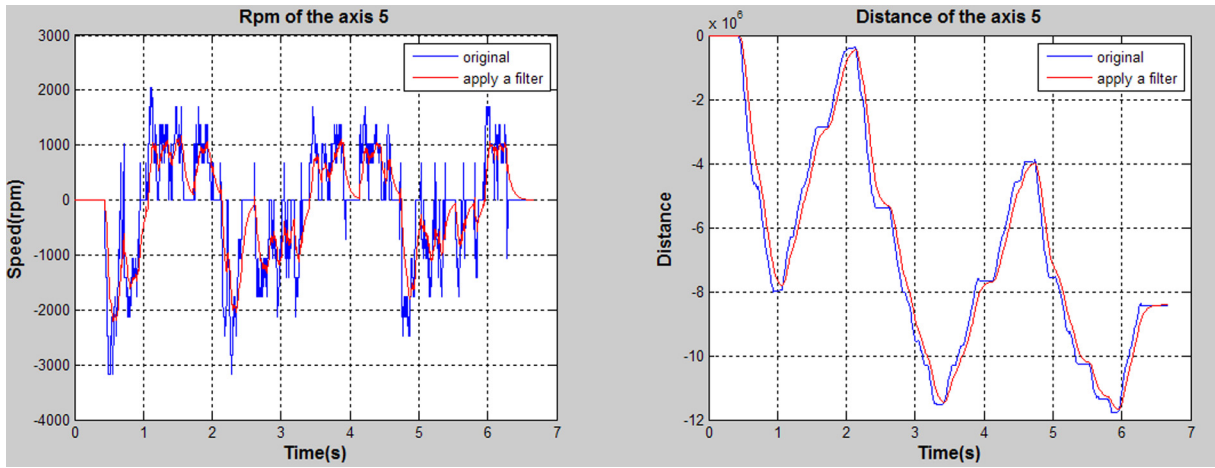 Rpm of the axis 5
3000
2000
1000
0
-1000
-2000
-3000
-4000
Speed(rpm)
original
apply a filter
0 1 2 3 4 5 6 7
Time(s)
Distance of the axis 5
x 10^6
0
-2
-4
-6
-8
-10
-12
Distance
original
apply a filter
0 1 2 3 4 5 6 7
Time(s)